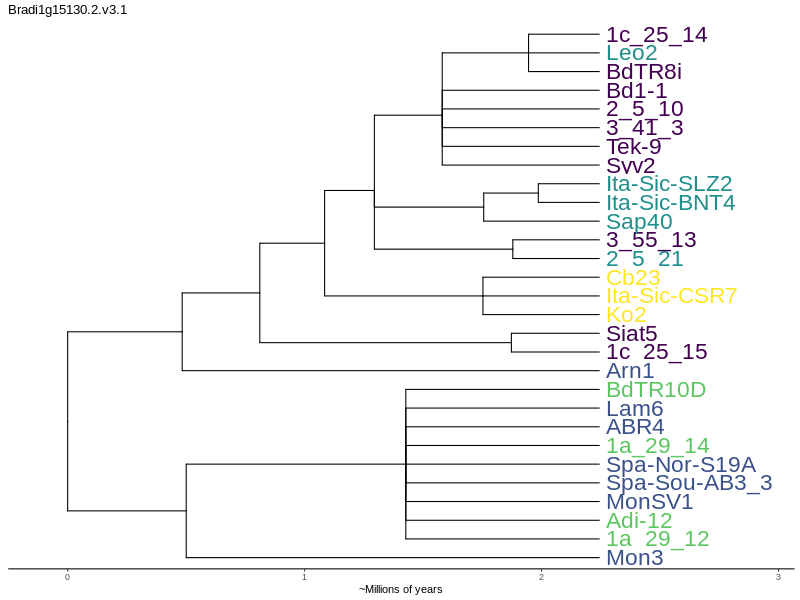 Bradi1g15130.2.v3.1
1c_25_14
Leo2
BdTR8i
Bd1-1
2_5_10
3_41_3
Tek-9
Svv2
Ita-Sic-SLZ2
Ita-Sic-BNT4
Sap40
3_55_13
2_5_21
Cb23
Ita-Sic-CSR7
Ko2
Siat5
1c_25_15
Arn1
BdTR10D
Lam6
ABR4
1a_29_14
Spa-Nor-S19A
Spa-Sou-AB3_3
MonSV1
Adi-12
1a_29_12
Mon3
0 1 2 3
~Millions of years